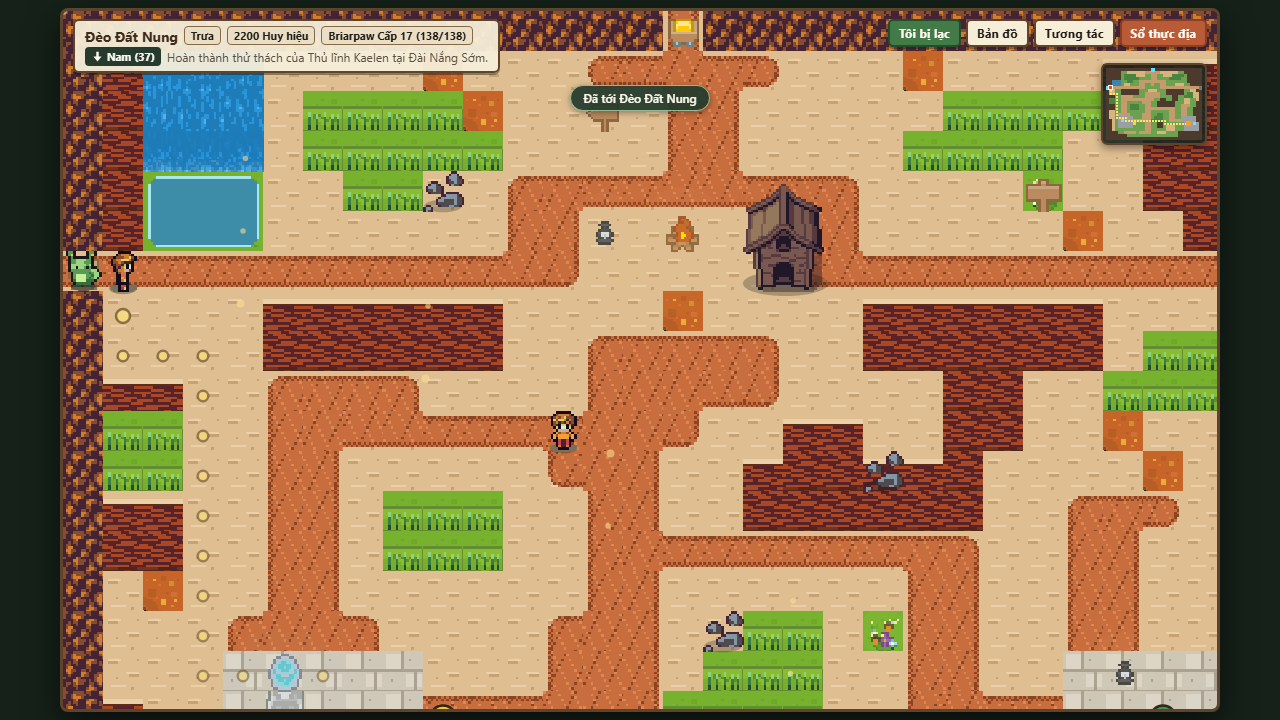 Đèo Đất Nung
Trưa
2200 Huy hiệu
Briarpaw Cấp 17 (138/138)
Nam (37)
Hoàn thành thử thách của Thủ lĩnh Kaelen tại Đài Nắng Sớm.
Tôi bị lạc
Bản đồ
Tương tác
Sổ thực địa
Đã tới Đèo Đất Nung